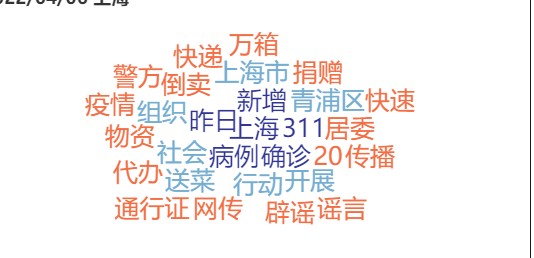 2022/04/06 上海
万箱
快递
警方 倒卖 上海市 捐赠
疫情 组织 新增 青浦区 快速
昨日
物资 上海 311 居委
社会 病例 确诊 20 传播
代办 送菜 行动 开展
通行证 网传 辟谣 谣言